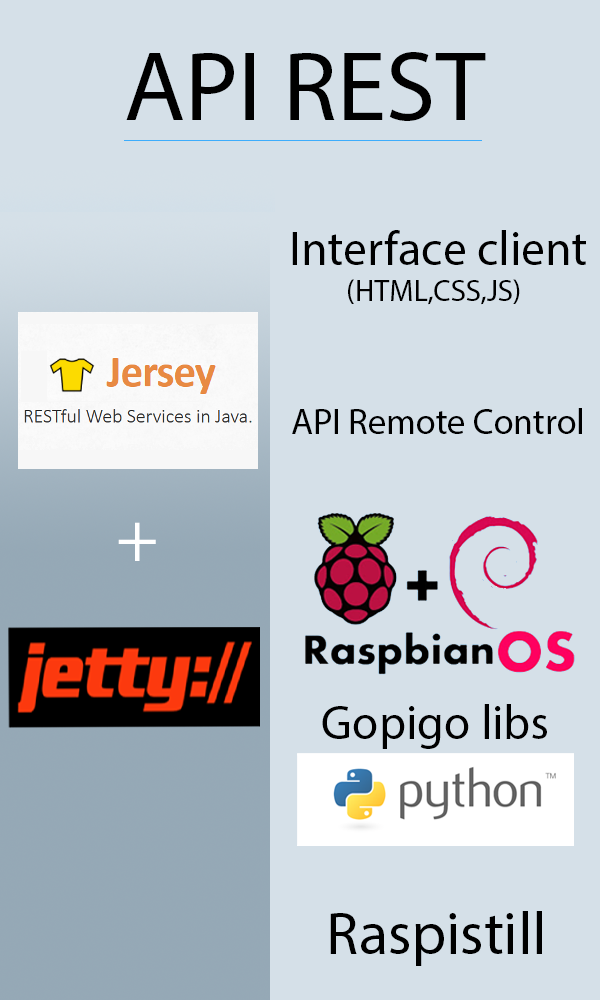 API REST
Jersey
RESTful Web Services in Java.
+
jetty://
Interface client
(HTML,CSS,JS)
API Remote Control
+
RaspbianOS
Gopigo libs
python™
Raspistill